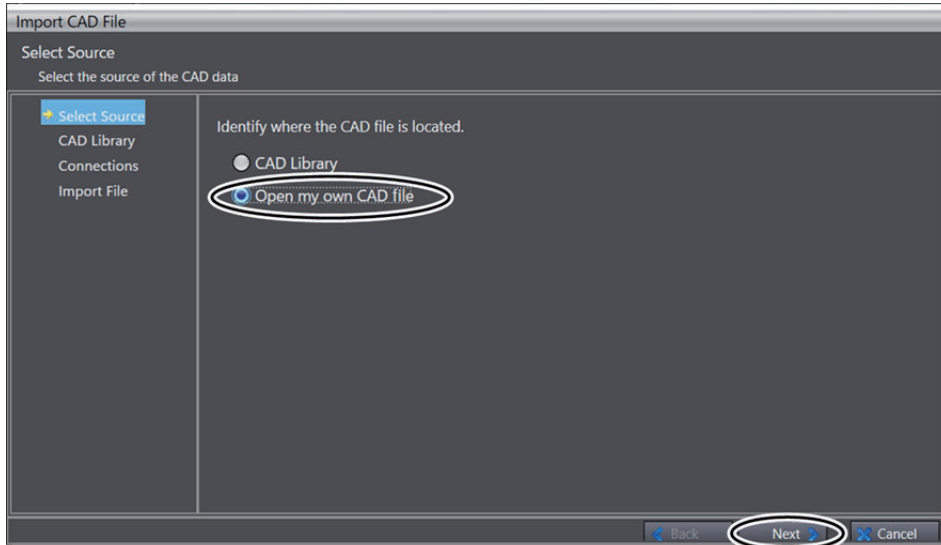 Import CAD File
Select Source
Select the source of the CAD data
Select Source
CAD Library
Connections
Import File
Identify where the CAD file is located.
CAD Library
Open my own CAD file
Back
Next
Cancel